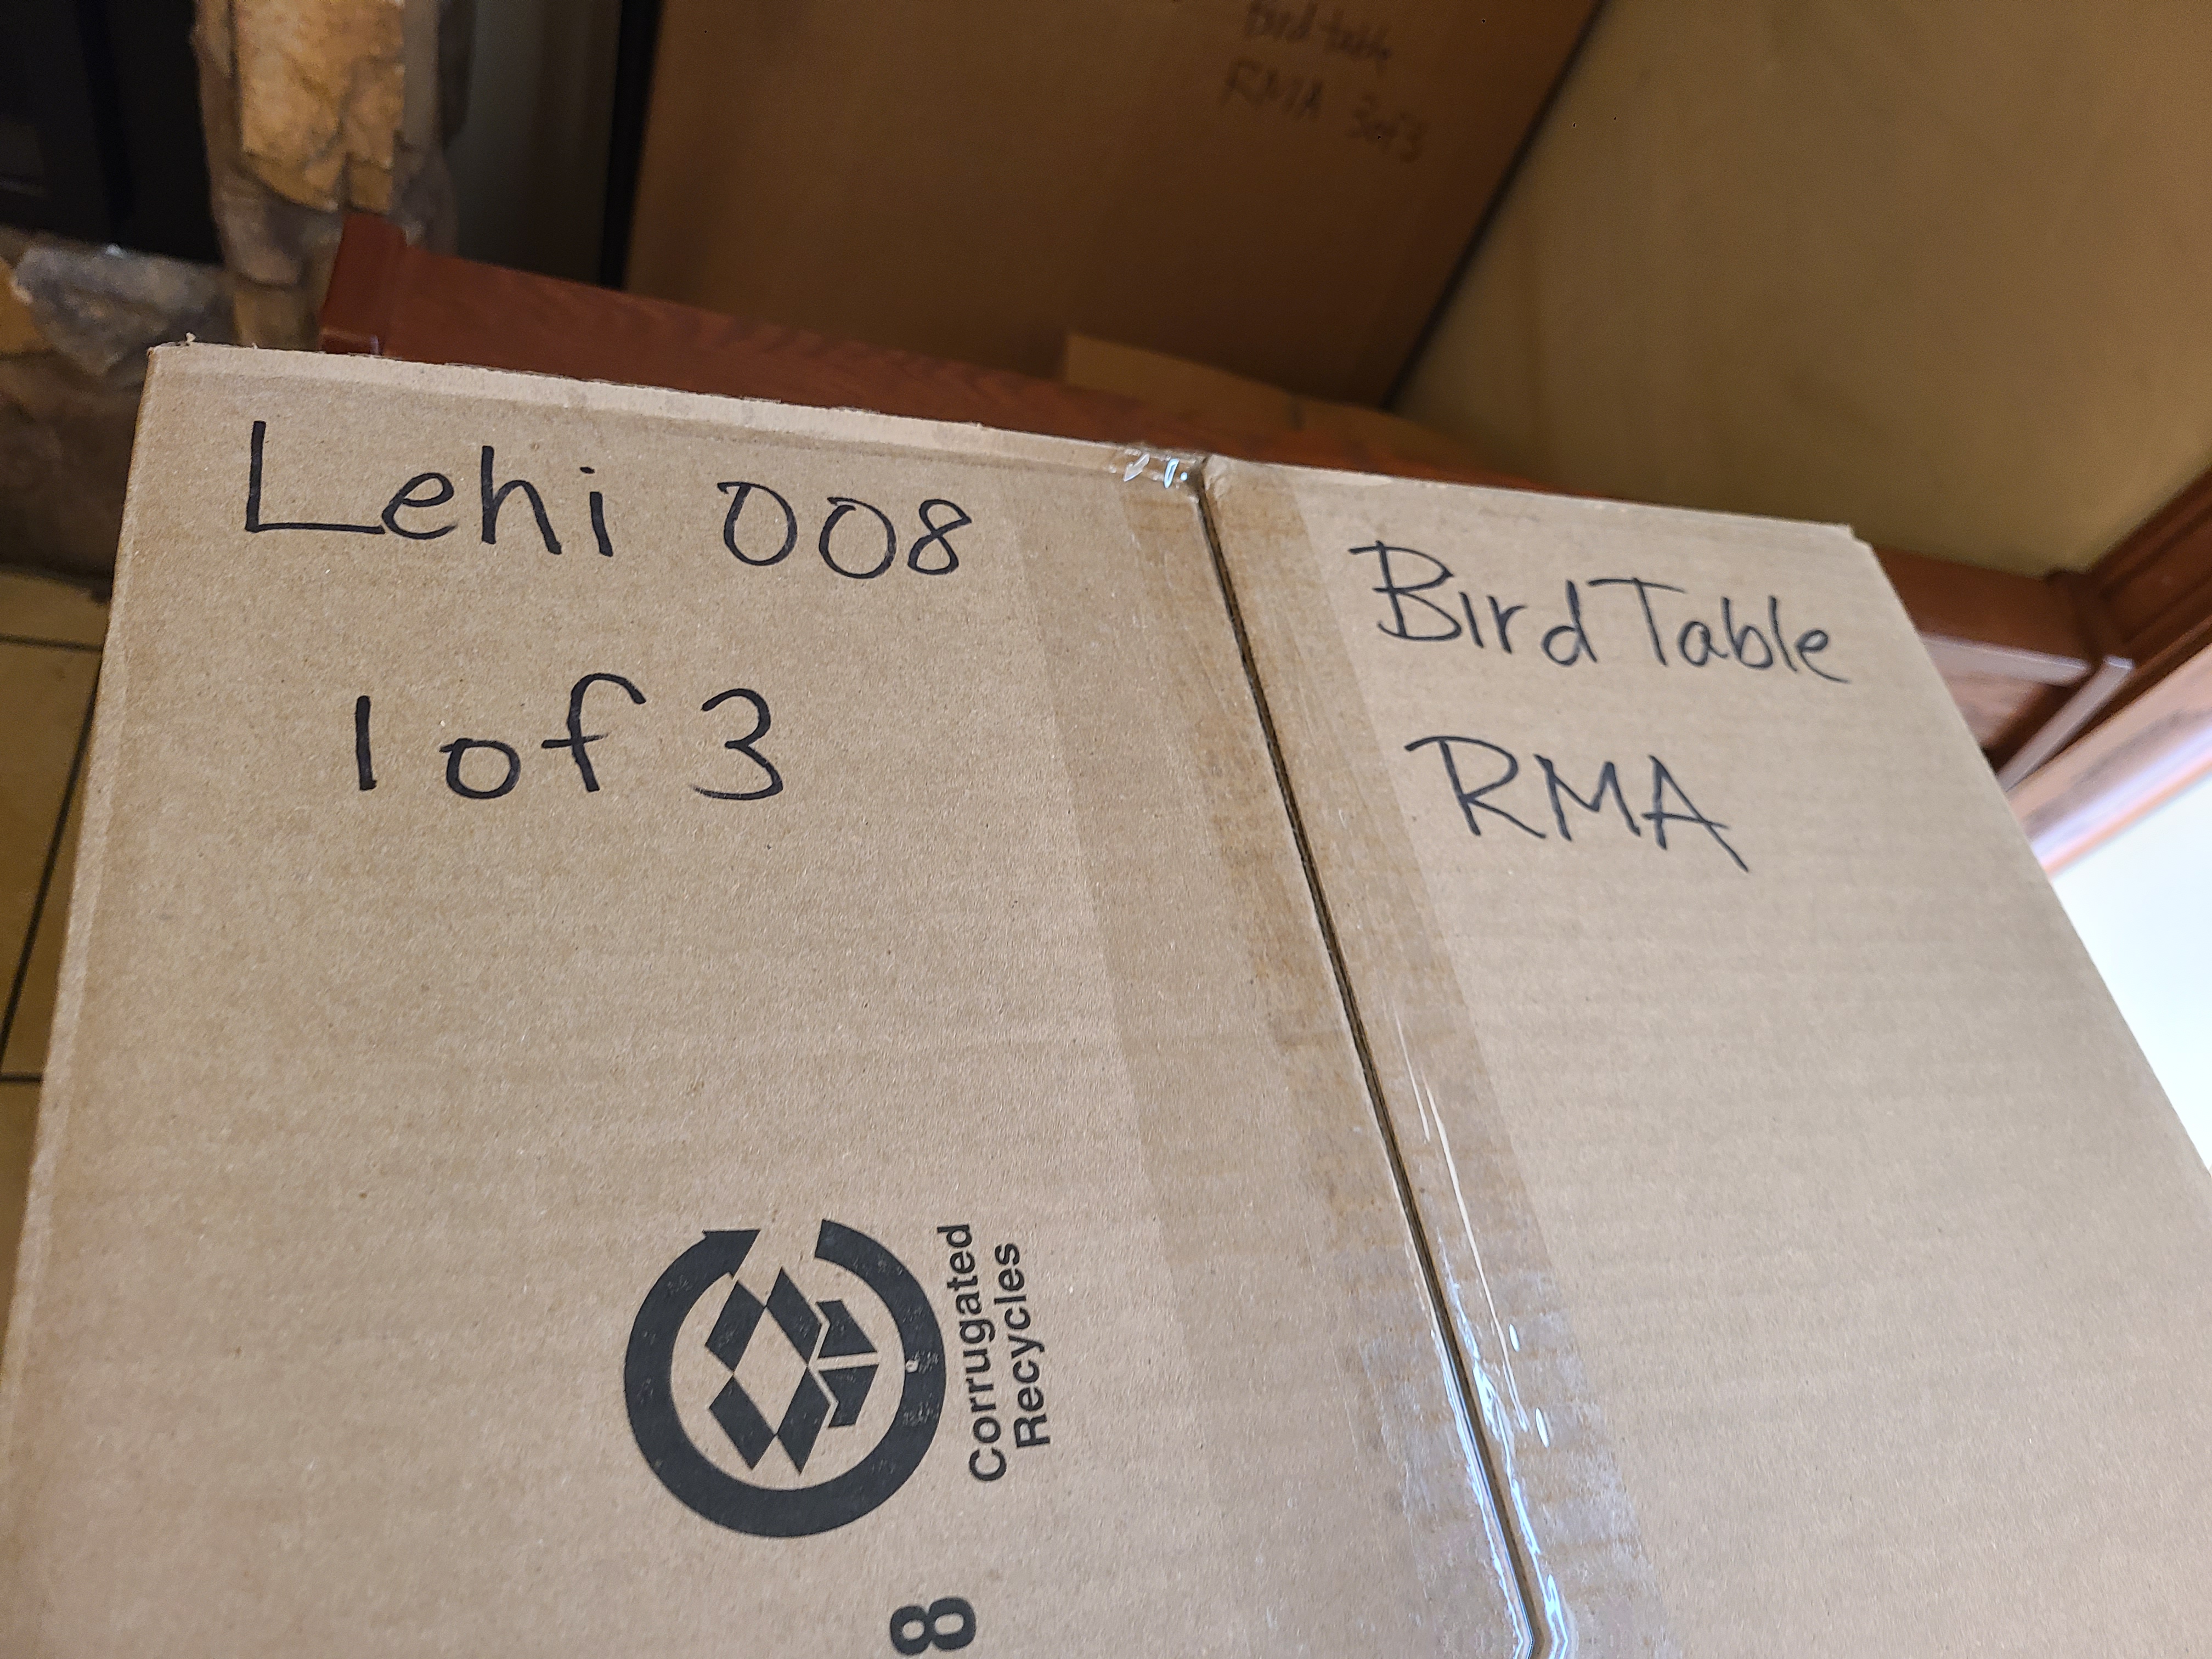 Bird table
RMA 3 of 3
Lehi 008
1 of 3
Bird Table
RMA
Corrugated
Recycles
8